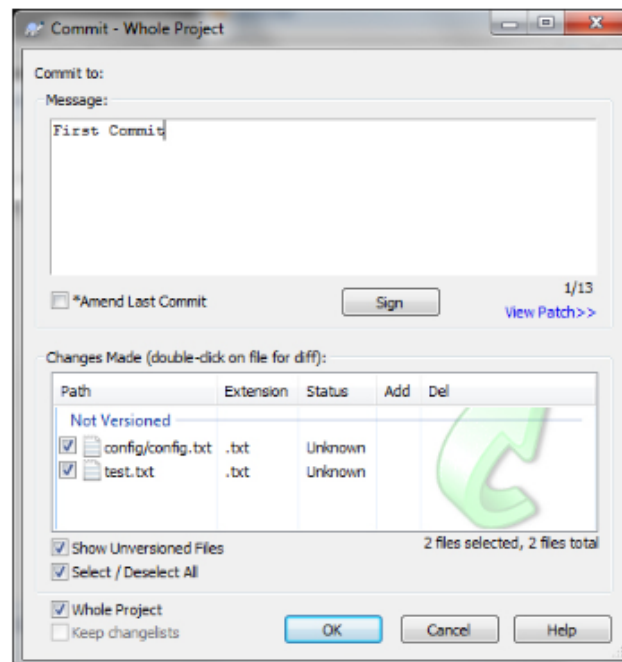 Commit - Whole Project
Commit to:
Message:
First Commit
*Amend Last Commit
Sign
1/13
View Patch>>
Changes Made (double-click on file for diff):
Path Extension Status Add Del
Not Versioned
config/config.txt .txt Unknown
test.txt .txt Unknown
Show Unversioned Files
2 files selected, 2 files total
Select / Deselect All
Whole Project
Keep changelists
OK Cancel Help